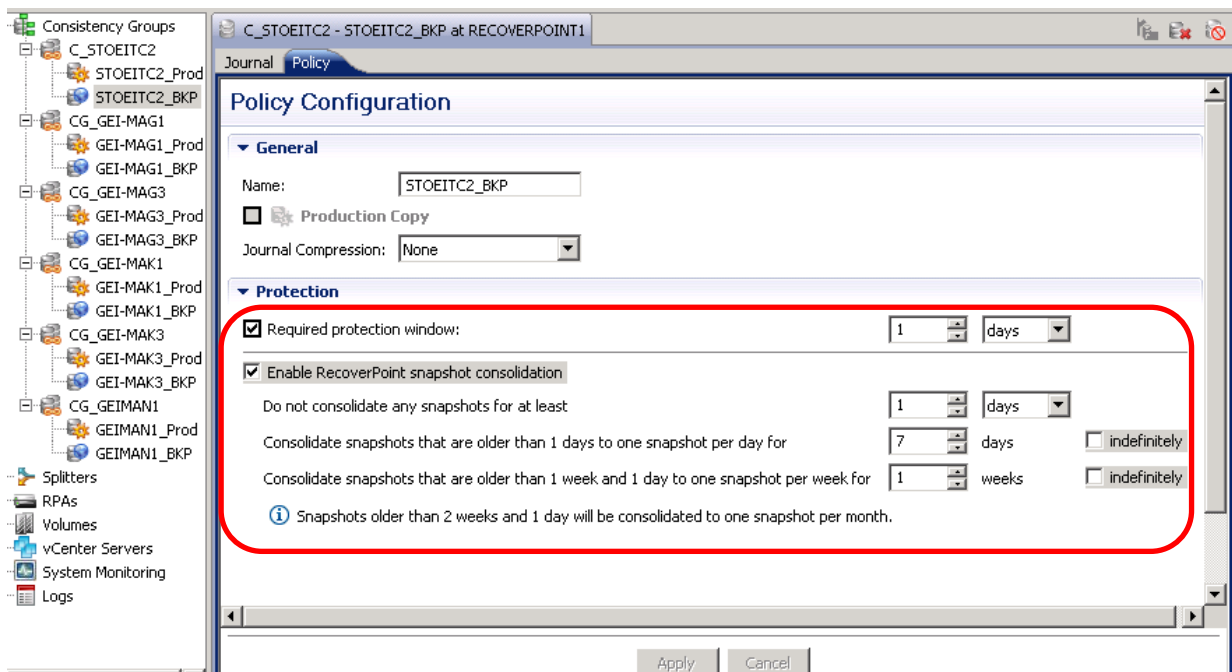 Consistency Groups
C_STOEITC2
STOEITC2_Prod
STOEITC2_BKP
CG_GEI-MAG1
GEI-MAG1_Prod
GEI-MAG1_BKP
CG_GEI-MAG3
GEI-MAG3_Prod
GEI-MAG3_BKP
CG_GEI-MAK1
GEI-MAK1_Prod
GEI-MAK1_BKP
CG_GEI-MAK3
GEI-MAK3_Prod
GEI-MAK3_BKP
CG_GEIMAN1
GEIMAN1_Prod
GEIMAN1_BKP
Splitters
RPAs
Volumes
vCenter Servers
System Monitoring
Logs
C_STOEITC2 - STOEITC2_BKP at RECOVERPOINT1
Journal Policy
Policy Configuration
General
Name: STOEITC2_BKP
Production Copy
Journal Compression: None
Protection
Required protection window: 1 days
Enable RecoverPoint snapshot consolidation
Do not consolidate any snapshots for at least 1 days
Consolidate snapshots that are older than 1 days to one snapshot per day for 7 days indefinitely
Consolidate snapshots that are older than 1 week and 1 day to one snapshot per week for 1 weeks indefinitely
Snapshots older than 2 weeks and 1 day will be consolidated to one snapshot per month.
Apply Cancel